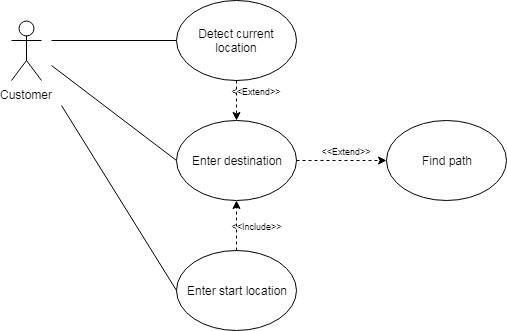 Detect current
location
Customer
<<Extend>>
Enter destination
<<Extend>>
Find path
<<Include>>
Enter start location